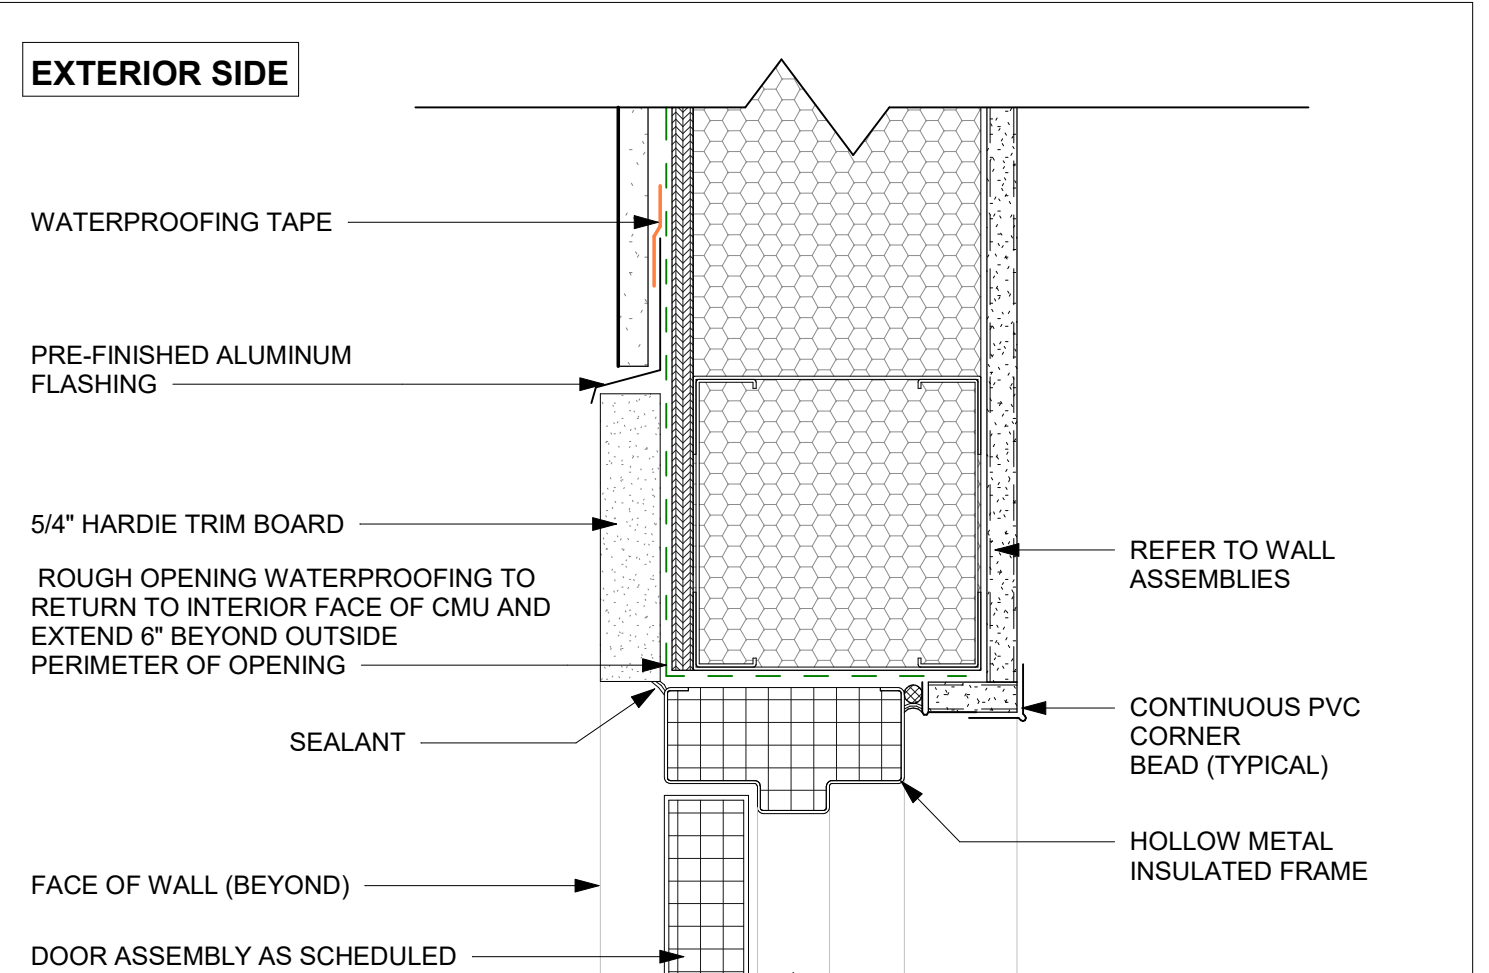 EXTERIOR SIDE
WATERPROOFING TAPE
PRE-FINISHED ALUMINUM
FLASHING
5/4" HARDIE TRIM BOARD
ROUGH OPENING WATERPROOFING TO
RETURN TO INTERIOR FACE OF CMU AND
EXTEND 6" BEYOND OUTSIDE
PERIMETER OF OPENING
SEALANT
FACE OF WALL (BEYOND)
DOOR ASSEMBLY AS SCHEDULED
REFER TO WALL
ASSEMBLIES
CONTINUOUS PVC
CORNER
BEAD (TYPICAL)
HOLLOW METAL
INSULATED FRAME